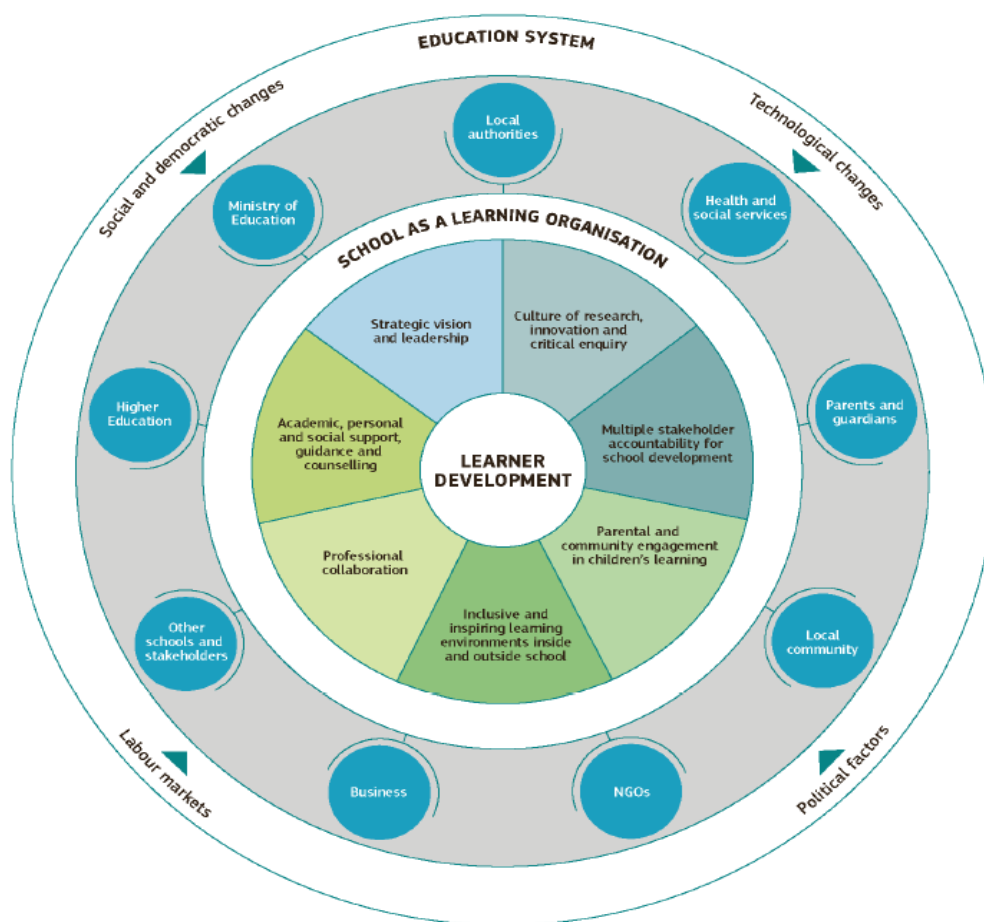 EDUCATION SYSTEM
Social and democratic changes
Technological changes
Labour markets
Political factors
Local
authorities
Health and
social services
Parents and
guardians
Local
community
NGOs
Business
Other
schools and
stakeholders
Higher
Education
Ministry of
Education
SCHOOL AS A LEARNING ORGANISATION
Strategic vision
and leadership
Culture of research,
innovation and
critical enquiry
Multiple stakeholder
accountability for
school development
Parental and
community engagement
in children's learning
Inclusive and
inspiring learning
environments inside
and outside school
Professional
collaboration
Academic, personal
and social support,
guidance and
counselling
LEARNER
DEVELOPMENT